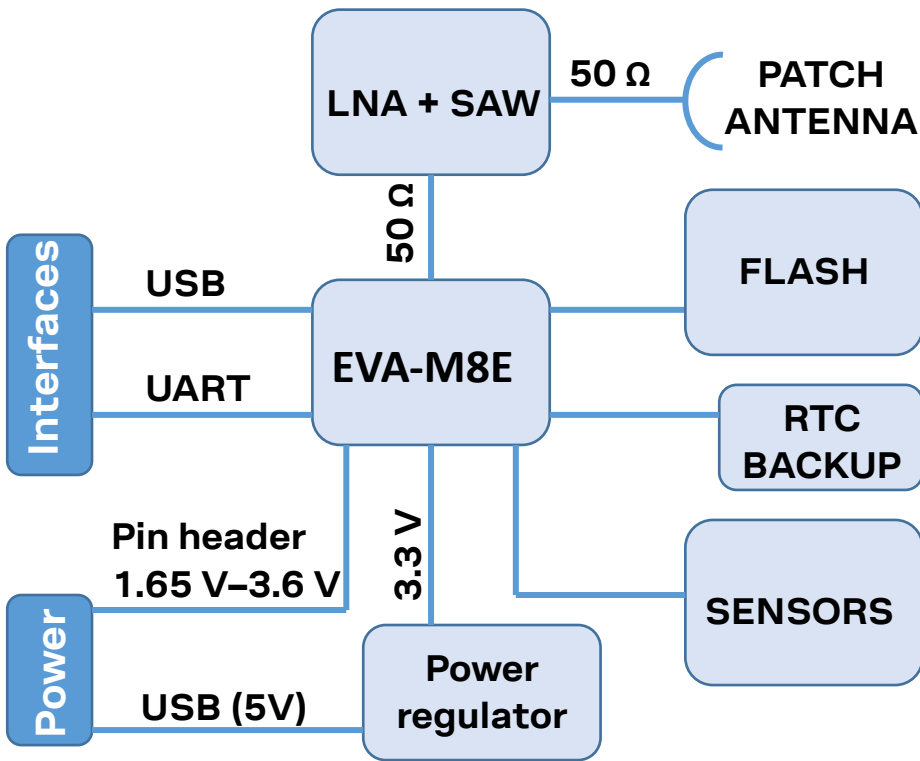 LNA + SAW
50 Ω
PATCH
ANTENNA
50 Ω
Interfaces
USB
UART
EVA-M8E
FLASH
RTC
BACKUP
Pin header
1.65 V–3.6 V
3.3 V
SENSORS
Power
USB (5V)
Power
regulator